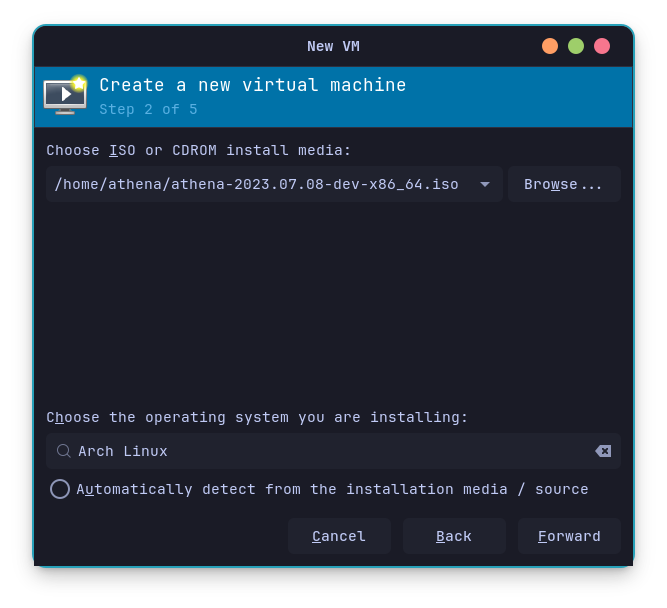 New VM
Create a new virtual machine
Step 2 of 5
Choose ISO or CDROM install media:
/home/athena/athena-2023.07.08-dev-x86_64.iso Browse...
Choose the operating system you are installing:
Arch Linux
Automatically detect from the installation media / source
Cancel Back Forward